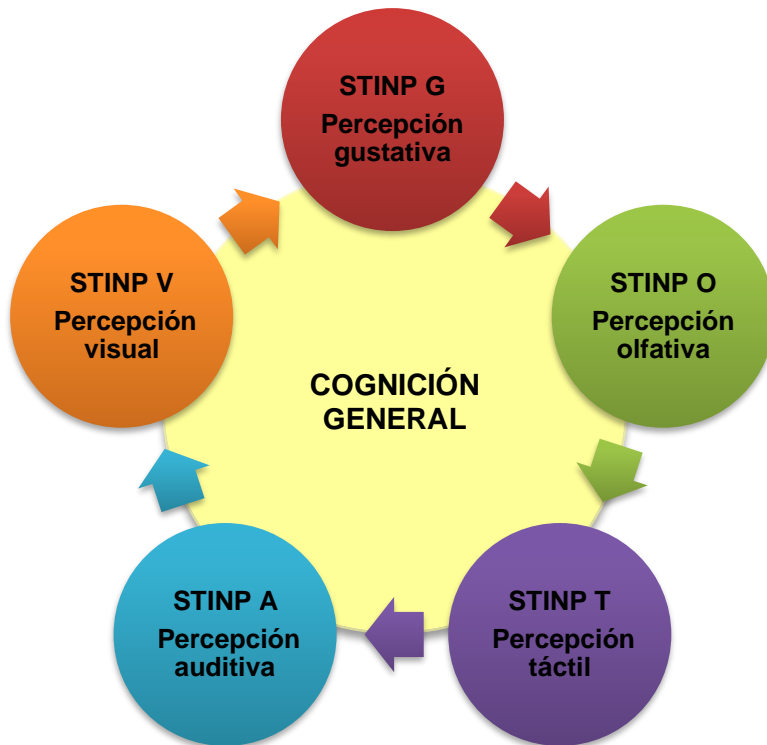 STINP G
Percepción
gustativa
STINP V
Percepción
visual
STINP O
Percepción
olfativa
COGNICIÓN
GENERAL
STINP A
Percepción
auditiva
STINP T
Percepción
táctil